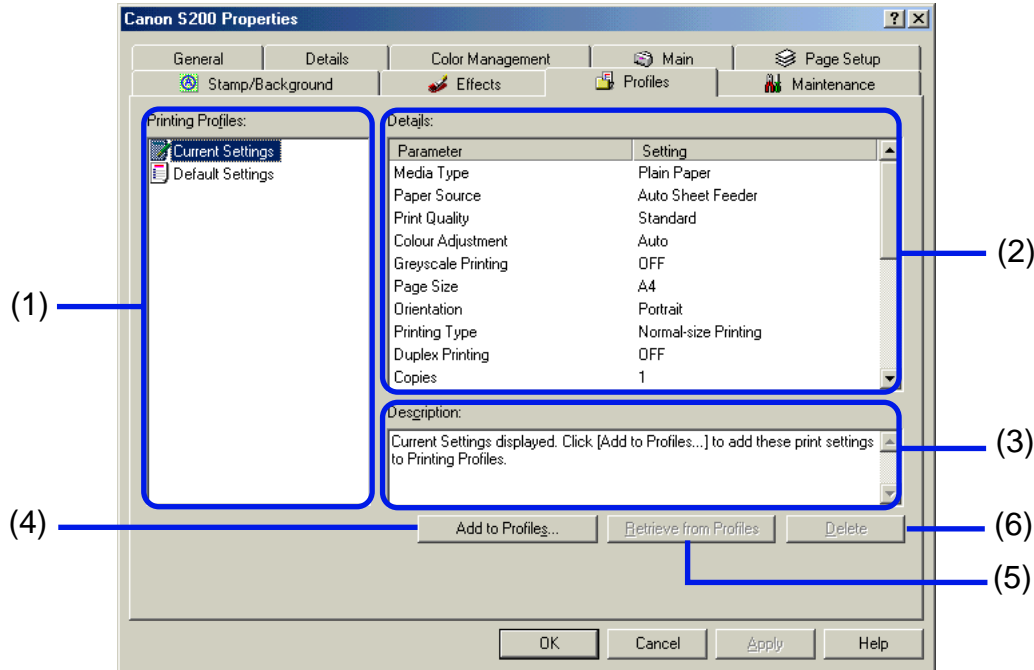 Canon S200 Properties
General Details Color Management Main Page Setup
Stamp/Background Effects Profiles Maintenance
Printing Profiles:
Current Settings
Default Settings
Details:
Parameter Setting
Media Type Plain Paper
Paper Source Auto Sheet Feeder
Print Quality Standard
Colour Adjustment Auto
Greyscale Printing OFF
Page Size A4
Orientation Portrait
Printing Type Normal-size Printing
Duplex Printing OFF
Copies 1
Description:
Current Settings displayed. Click [Add to Profiles...] to add these print settings
to Printing Profiles.
Add to Profiles... Retrieve from Profiles Delete
OK Cancel Apply Help
(1)
(2)
(3)
(4)
(6)
(5)